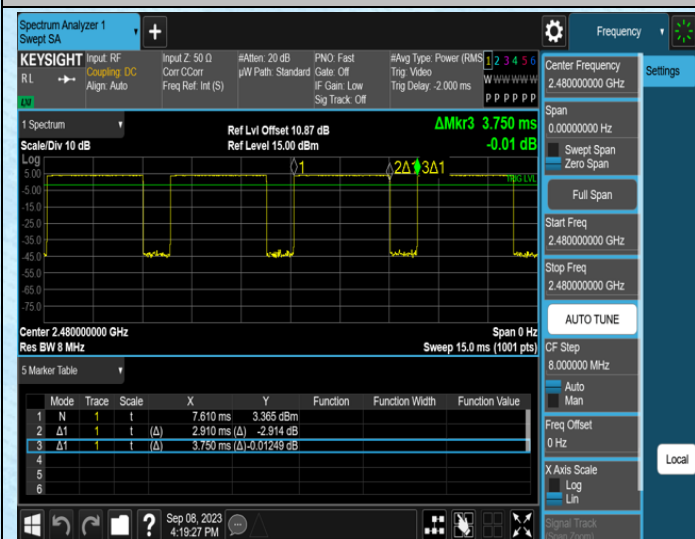 Spectrum Analyzer 1
Swept SA
+
Frequency
KEYSIGHT
RL
LXI
Input: RF
Coupling: DC
Align: Auto
Input Z: 50 Ω
Corr CCorr
Freq Ref: Int (S)
#Atten: 20 dB
µW Path: Standard
PNO: Fast
Gate: Off
IF Gain: Low
Sig Track: Off
#Avg Type: Power (RMS
Trig: Video
Trig Delay: -2.000 ms
1 2 3 4 5 6
W W W W W W
P P P P P P
1 Spectrum
Scale/Div 10 dB
Ref Lvl Offset 10.87 dB
Ref Level 15.00 dBm
ΔMkr3 3.750 ms
-0.01 dB
Log
1
2Δ1
3Δ1
TRIG LVL
5.00
-5.00
-15.0
-25.0
-35.0
-45.0
-55.0
-65.0
-75.0
Center 2.480000000 GHz
Res BW 8 MHz
Span 0 Hz
Sweep 15.0 ms (1001 pts)
5 Marker Table
Mode Trace Scale X Y Function Function Width Function Value
1 N 1 t 7.610 ms 3.365 dBm
2 Δ1 1 t (Δ) 2.910 ms (Δ) -2.914 dB
3 Δ1 1 t (Δ) 3.750 ms (Δ) -0.01249 dB
4
5
6
?
Sep 08, 2023
4:19:27 PM
Center Frequency
2.480000000 GHz
Span
0.00000000 Hz
Swept Span
Zero Span
Full Span
Start Freq
2.480000000 GHz
Stop Freq
2.480000000 GHz
AUTO TUNE
CF Step
8.000000 MHz
Auto
Man
Freq Offset
0 Hz
X Axis Scale
Log
Lin
Signal Track
(Span Zoom)
Settings
Local